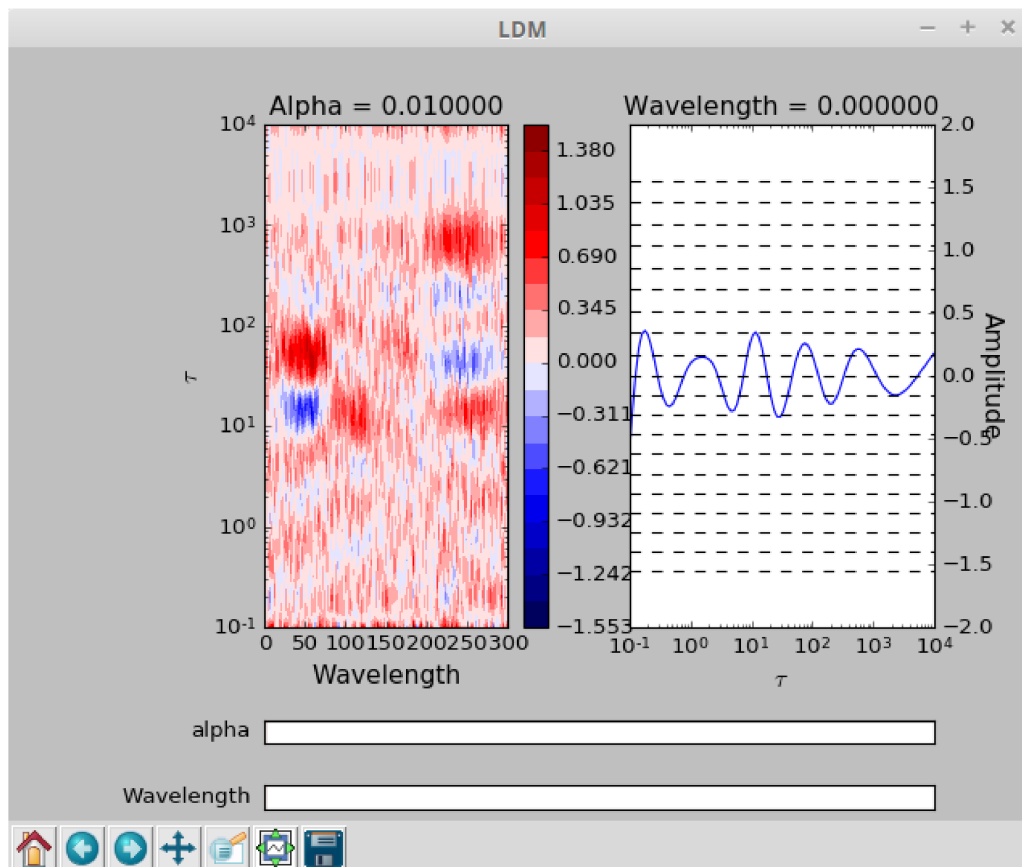 LDM
Alpha = 0.010000
Wavelength = 0.000000
10⁴
10³
10²
10¹
10⁰
10⁻¹
τ
0 50 100 150 200 250 300
Wavelength
1.380
1.035
0.690
0.345
0.000
−0.311
−0.621
−0.932
−1.242
−1.553
2.0
1.5
1.0
0.5
0.0
−0.5
−1.0
−1.5
−2.0
Amplitude
10⁻¹ 10⁰ 10¹ 10² 10³ 10⁴
τ
alpha
Wavelength